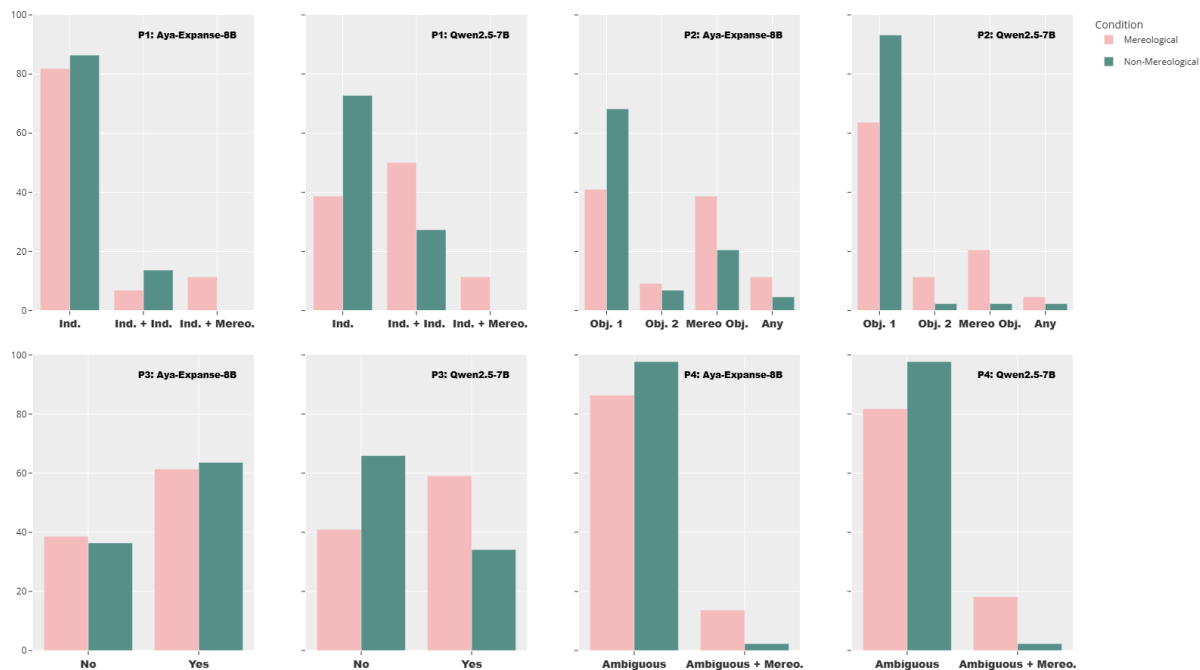 100
80
60
40
20
0
P1: Aya-Expanse-8B
Ind.
Ind. + Ind.
Ind. + Mereo.
P1: Qwen2.5-7B
Ind.
Ind. + Ind.
Ind. + Mereo.
P2: Aya-Expanse-8B
Obj. 1
Obj. 2
Mereo Obj.
Any
P2: Qwen2.5-7B
Obj. 1
Obj. 2
Mereo Obj.
Any
Condition
Mereological
Non-Mereological
100
80
60
40
20
0
P3: Aya-Expanse-8B
No
Yes
P3: Qwen2.5-7B
No
Yes
P4: Aya-Expanse-8B
Ambiguous
Ambiguous + Mereo.
P4: Qwen2.5-7B
Ambiguous
Ambiguous + Mereo.